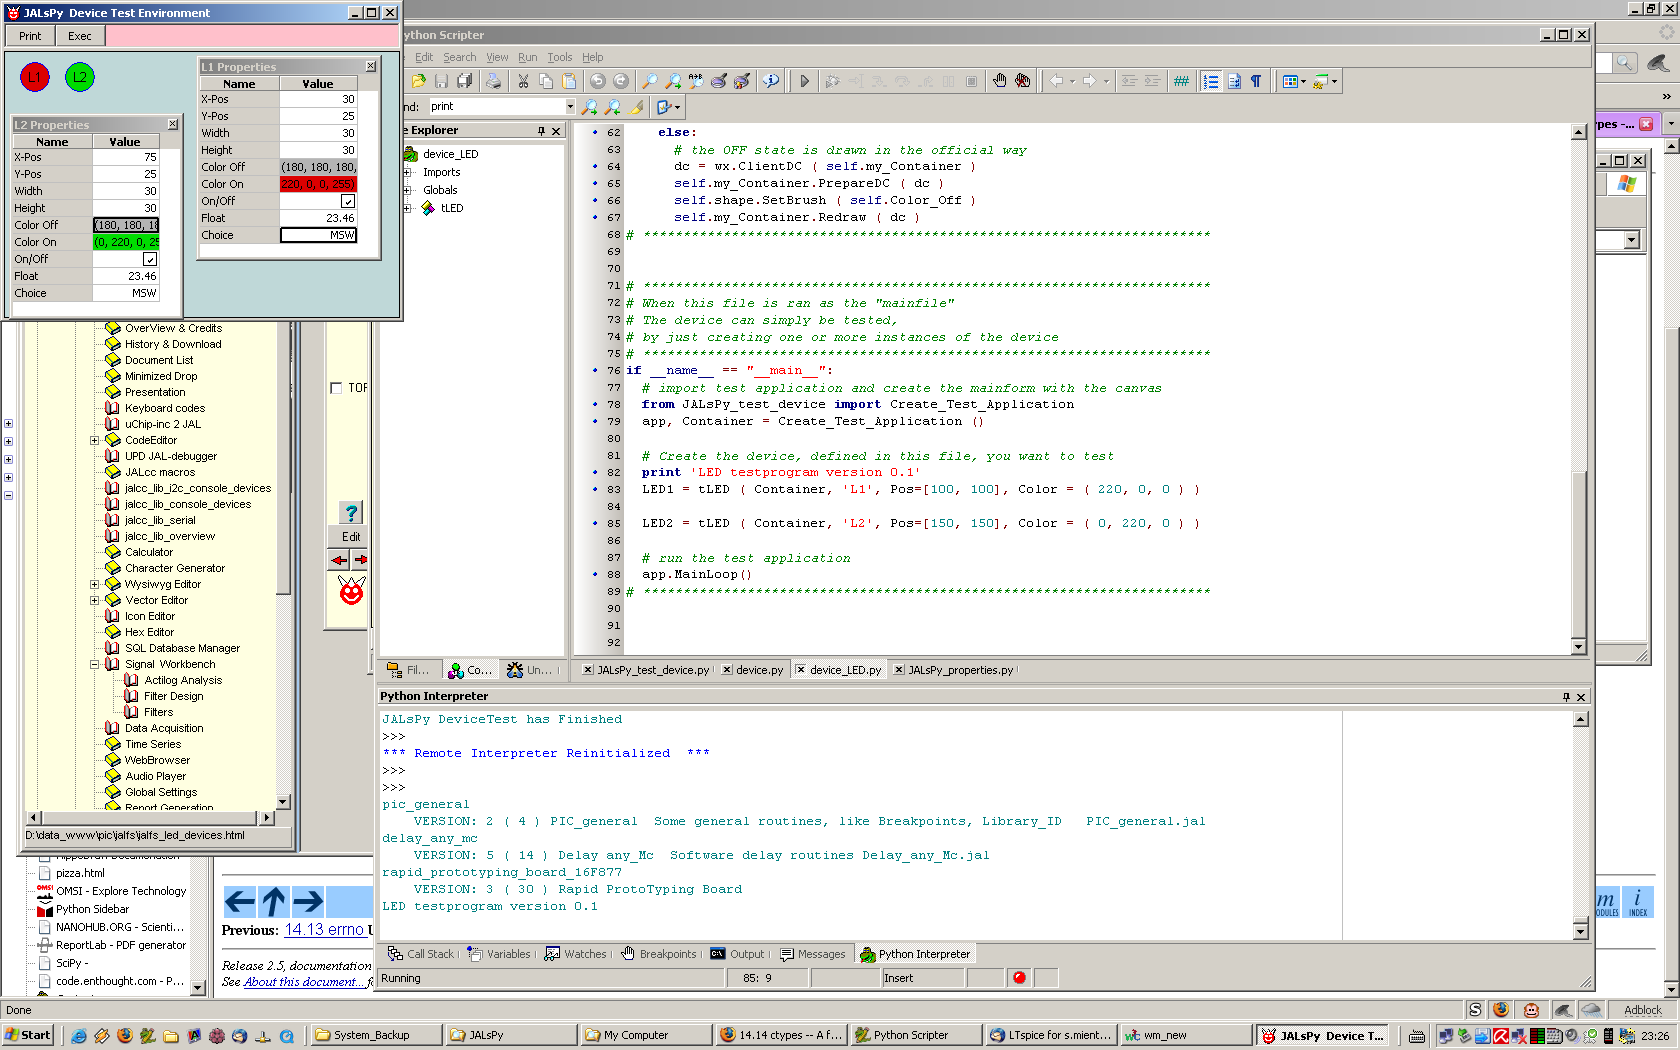 JALsPy Device Test Environment
Print Exec
L1 L2
L1 Properties
Name Value
X-Pos 30
Y-Pos 25
Width 30
Height 30
Color Off (180, 180, 180,
Color On 220, 0, 0, 255)
On/Off
Float 23.46
Choice MSW
L2 Properties
Name Value
X-Pos 75
Y-Pos 25
Width 30
Height 30
Color Off (180, 180, 18
Color On (0, 220, 0, 25
On/Off
Float 23.46
Choice MSW
OverView & Credits
History & Download
Document List
Minimized Drop
Presentation
Keyboard codes
uChip-inc 2 JAL
CodeEditor
UPD JAL-debugger
JALcc macros
jalcc_lib_i2c_console_devices
jalcc_lib_console_devices
jalcc_lib_serial
jalcc_lib_overview
Calculator
Character Generator
Wysiwyg Editor
Vector Editor
Icon Editor
Hex Editor
SQL Database Manager
Signal Workbench
Actilog Analysis
Filter Design
Filters
Data Acquisition
Time Series
WebBrowser
Audio Player
Global Settings
Report Generation
D:\data_www\pic\jalfs\jalfs_led_devices.html
TOP
?
Edit
pizza.html
OMSI - Explore Technology
Python Sidebar
NANOHUB.ORG - Scienti...
ReportLab - PDF generator
SciPy -
code.enthought.com - P...
Previous: 14.13 errno U
Release 2.5, documentation
See About this document... fo
ython Scripter
Edit Search View Run Tools Help
nd: print
e Explorer
device_LED
Imports
Globals
tLED
Fil... Co... Un...
62 else:
63 # the OFF state is drawn in the official way
64 dc = wx.ClientDC ( self.my_Container )
65 self.my_Container.PrepareDC ( dc )
66 self.shape.SetBrush ( self.Color_Off )
67 self.my_Container.Redraw ( dc )
68 # ***********************************************************************
69
70
71 # ***********************************************************************
72 # When this file is ran as the "mainfile"
73 # The device can simply be tested,
74 # by just creating one or more instances of the device
75 # ***********************************************************************
76 if __name__ == "__main__":
77 # import test application and create the mainform with the canvas
78 from JALsPy_test_device import Create_Test_Application
79 app, Container = Create_Test_Application ()
80
81 # Create the device, defined in this file, you want to test
82 print 'LED testprogram version 0.1'
83 LED1 = tLED ( Container, 'L1', Pos=[100, 100], Color = ( 220, 0, 0 ) )
84
85 LED2 = tLED ( Container, 'L2', Pos=[150, 150], Color = ( 0, 220, 0 ) )
86
87 # run the test application
88 app.MainLoop()
89 # ***********************************************************************
90
91
92
JALsPy_test_device.py device.py device_LED.py JALsPy_properties.py
Python Interpreter
JALsPy DeviceTest has Finished
>>>
*** Remote Interpreter Reinitialized ***
>>>
>>>
pic_general
VERSION: 2 ( 4 ) PIC_general Some general routines, like Breakpoints, Library_ID PIC_general.jal
delay_any_mc
VERSION: 5 ( 14 ) Delay any_Mc Software delay routines Delay_any_Mc.jal
rapid_prototyping_board_16F877
VERSION: 3 ( 30 ) Rapid ProtoTyping Board
LED testprogram version 0.1
Call Stack Variables Watches Breakpoints Output Messages Python Interpreter
Running 85: 9 Insert
ypes -...
m i
ODULES INDEX
Done
Adblock
Start System_Backup JALsPy My Computer 14.14 ctypes -- A f... Python Scripter LTspice for s.mient... wm_new JALsPy Device T... 23:26